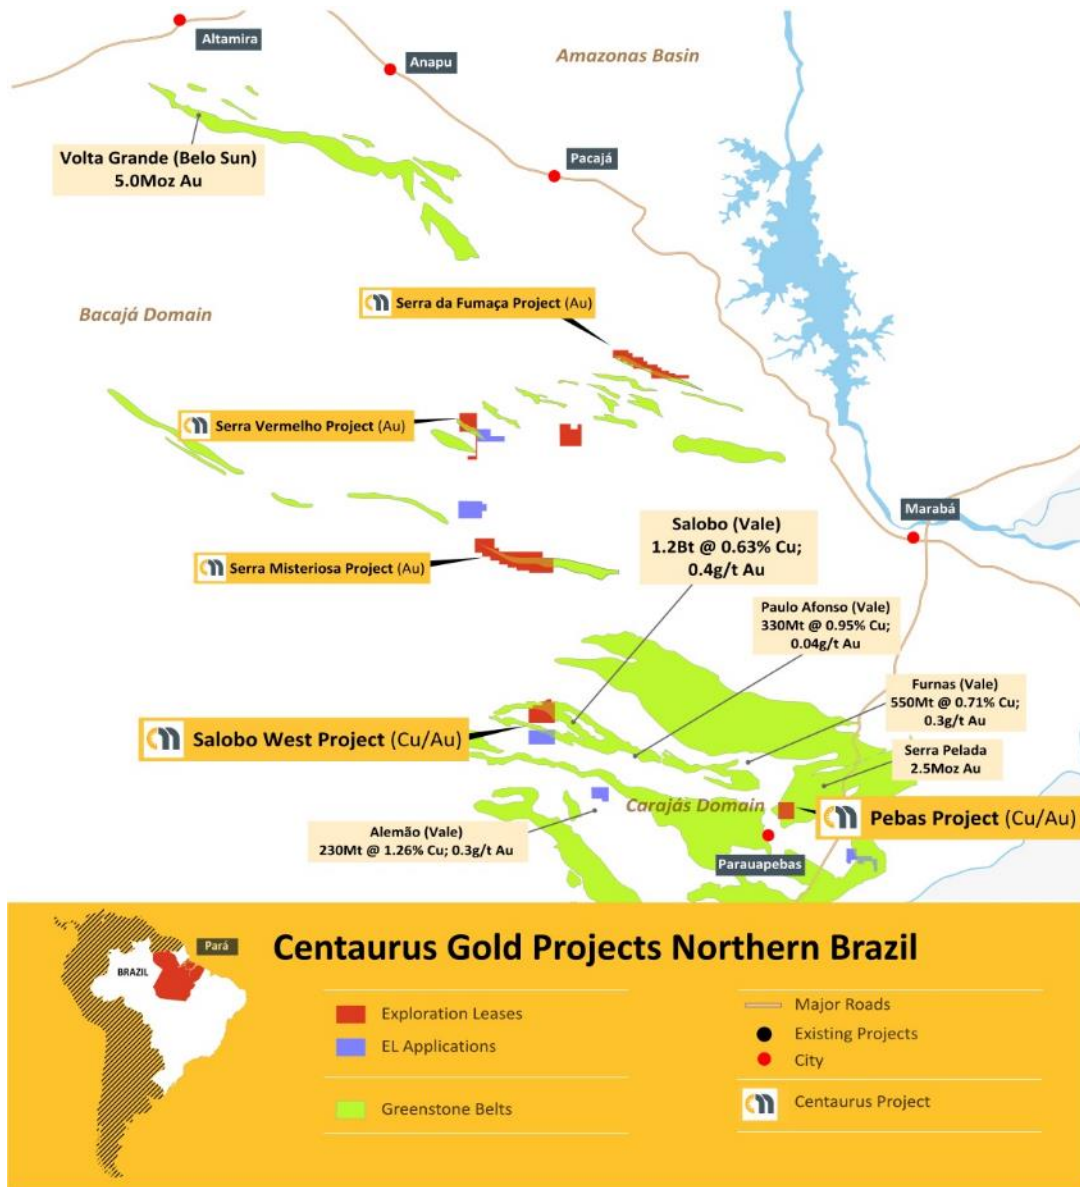 Altamira
Anapu
Amazonas Basin
Volta Grande (Belo Sun)
5.0Moz Au
Pacajá
Serra da Fumaça Project (Au)
Bacajá Domain
Serra Vermelho Project (Au)
Marabá
Salobo (Vale)
1.2Bt @ 0.63% Cu;
0.4g/t Au
Serra Misteriosa Project (Au)
Paulo Afonso (Vale)
330Mt @ 0.95% Cu;
0.04g/t Au
Furnas (Vale)
550Mt @ 0.71% Cu;
0.3g/t Au
Salobo West Project (Cu/Au)
Serra Pelada
2.5Moz Au
Carajás Domain
Pebas Project (Cu/Au)
Alemão (Vale)
230Mt @ 1.26% Cu; 0.3g/t Au
Parauapebas
Centaurus Gold Projects Northern Brazil
Pará
BRAZIL
Exploration Leases
EL Applications
Greenstone Belts
Major Roads
Existing Projects
City
Centaurus Project